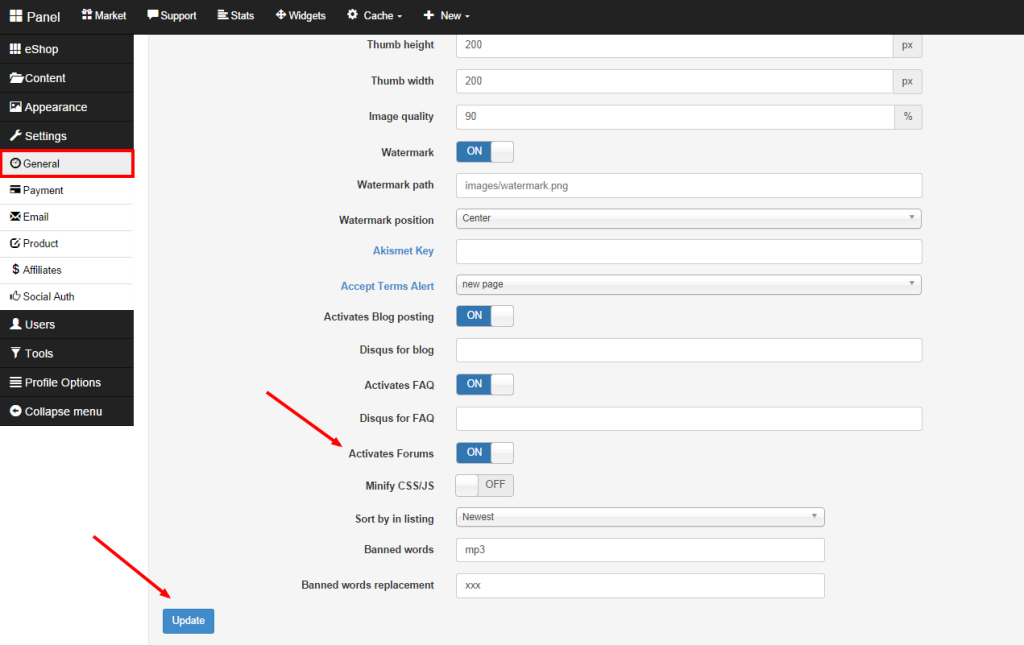 Panel Market Support Stats Widgets Cache New
eShop
Content
Appearance
Settings
General
Payment
Email
Product
Affiliates
Social Auth
Users
Tools
Profile Options
Collapse menu
Thumb height 200 px
Thumb width 200 px
Image quality 90 %
Watermark ON
Watermark path images/watermark.png
Watermark position Center
Akismet Key
Accept Terms Alert new page
Activates Blog posting ON
Disqus for blog
Activates FAQ ON
Disqus for FAQ
Activates Forums ON
Minify CSS/JS OFF
Sort by in listing Newest
Banned words mp3
Banned words replacement xxx
Update